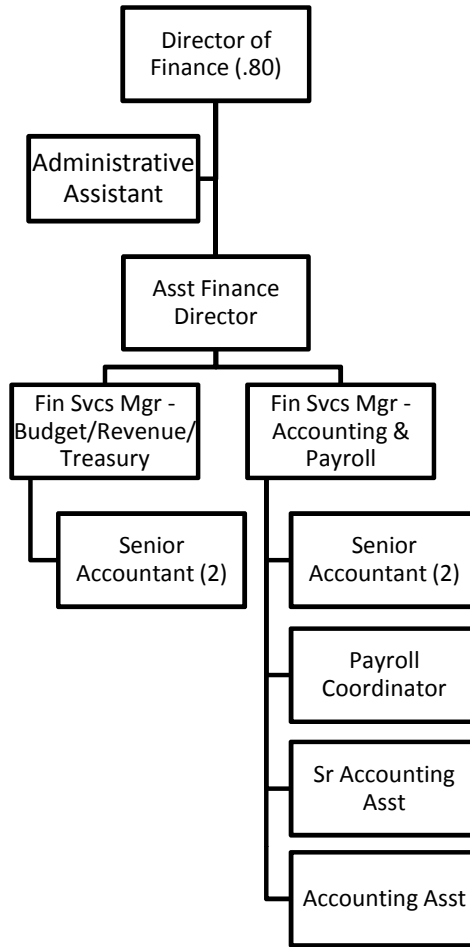 Director of
Finance (.80)
Administrative
Assistant
Asst Finance
Director
Fin Svcs Mgr -
Budget/Revenue/
Treasury
Fin Svcs Mgr -
Accounting &
Payroll
Senior
Accountant (2)
Senior
Accountant (2)
Payroll
Coordinator
Sr Accounting
Asst
Accounting Asst